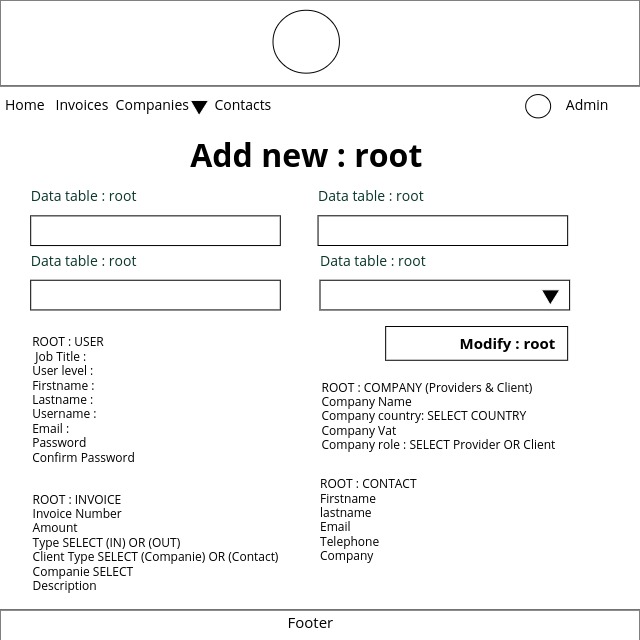 Home Invoices Companies Contacts Admin
Add new : root
Data table : root Data table : root
Data table : root Data table : root
Modify : root
ROOT : USER
Job Title :
User level :
Firstname :
Lastname :
Username :
Email :
Password
Confirm Password
ROOT : COMPANY (Providers & Client)
Company Name
Company country: SELECT COUNTRY
Company Vat
Company role : SELECT Provider OR Client
ROOT : INVOICE
Invoice Number
Amount
Type SELECT (IN) OR (OUT)
Client Type SELECT (Companie) OR (Contact)
Companie SELECT
Description
ROOT : CONTACT
Firstname
lastname
Email
Telephone
Company
Footer